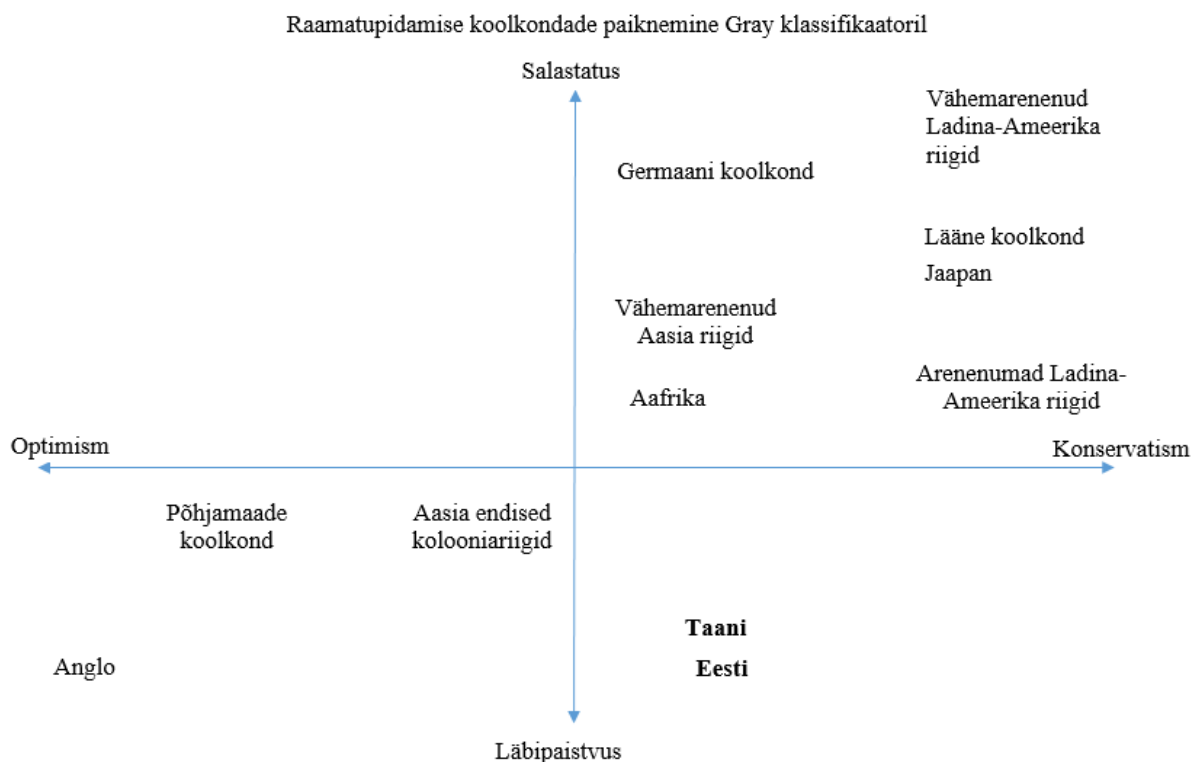 Raamatupidamise koolkondade paiknemine Gray klassifikaatoril
Salastatus
Vähemarenenud
Ladina-Ameerika
riigid
Germaani koolkond
Lääne koolkond
Jaapan
Vähemarenenud
Aasia riigid
Arenenumad Ladina-
Ameerika riigid
Aafrika
Optimism
Konservatism
Põhjamaade
koolkond
Aasia endised
kolooniariigid
Taani
Eesti
Anglo
Läbipaistvus